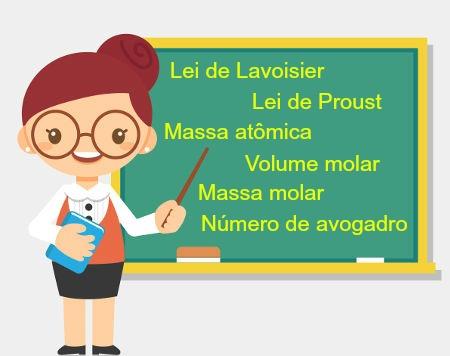 Lei de Lavoisier
Lei de Proust
Massa atômica
Volume molar
Massa molar
Número de avogadro